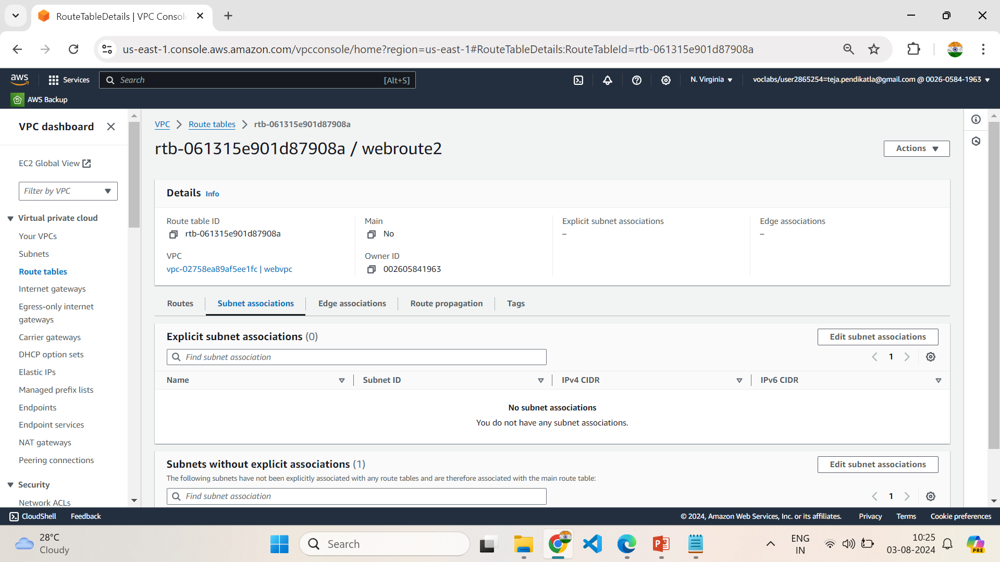 RouteTableDetails | VPC Consol
us-east-1.console.aws.amazon.com/vpcconsole/home?region=us-east-1#RouteTableDetails:RouteTableId=rtb-061315e901d87908a
aws
Services
Search
[Alt+S]
N. Virginia
voclabs/user2865254=teja.pendikatla@gmail.com @ 0026-0584-1963
AWS Backup
VPC dashboard
EC2 Global View
Filter by VPC
Virtual private cloud
Your VPCs
Subnets
Route tables
Internet gateways
Egress-only internet
gateways
Carrier gateways
DHCP option sets
Elastic IPs
Managed prefix lists
Endpoints
Endpoint services
NAT gateways
Peering connections
Security
Network ACLs
VPC
Route tables
rtb-061315e901d87908a
rtb-061315e901d87908a / webroute2
Actions
Details Info
Route table ID
rtb-061315e901d87908a
Main
No
Explicit subnet associations
–
Edge associations
–
VPC
vpc-02758ea89af5ee1fc | webvpc
Owner ID
002605841963
Routes
Subnet associations
Edge associations
Route propagation
Tags
Explicit subnet associations (0)
Edit subnet associations
Find subnet association
1
Name
Subnet ID
IPv4 CIDR
IPv6 CIDR
No subnet associations
You do not have any subnet associations.
Subnets without explicit associations (1)
Edit subnet associations
The following subnets have not been explicitly associated with any route tables and are therefore associated with the main route table:
Find subnet association
1
CloudShell
Feedback
© 2024, Amazon Web Services, Inc. or its affiliates.
Privacy
Terms
Cookie preferences
28°C
Cloudy
Search
ENG
IN
10:25
03-08-2024
PRE